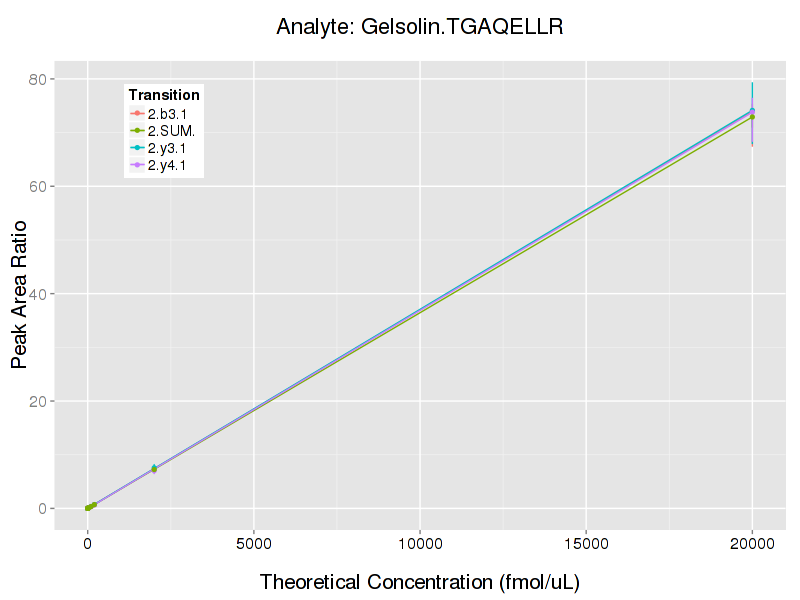 Analyte: Gelsolin.TGAQELLR
Transition
2.b3.1
2.SUM.
2.y3.1
2.y4.1
Peak Area Ratio
80
60
40
20
0
0 5000 10000 15000 20000
Theoretical Concentration (fmol/uL)